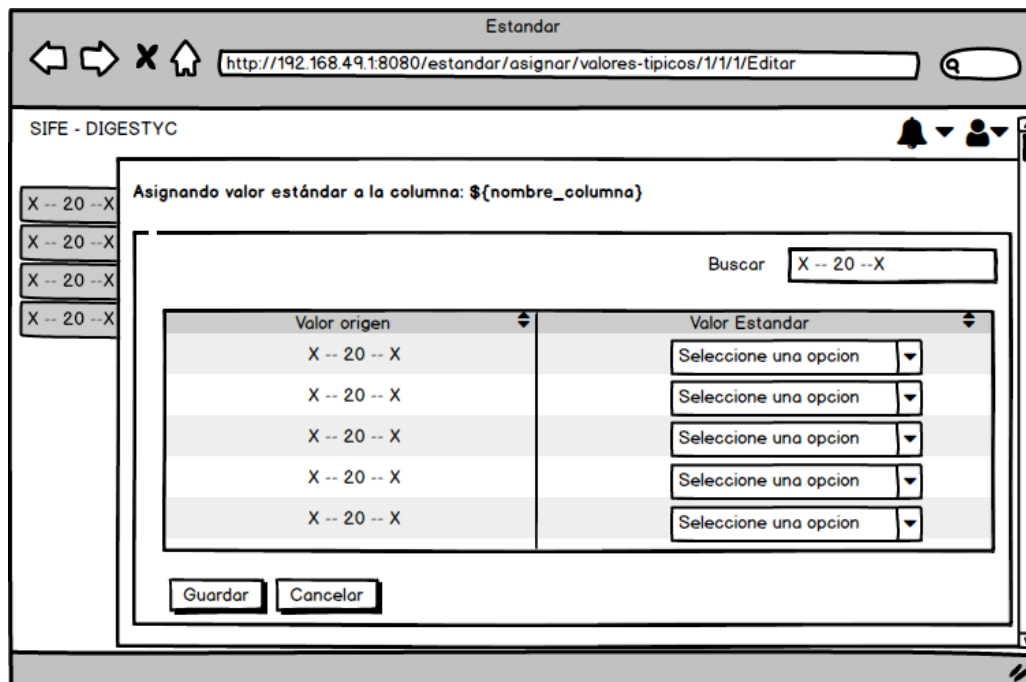 Estandar
http://192.168.49.1:8080/estandar/asignar/valores-tipicos/1/1/1/Editar
SIFE - DIGESTYC
X -- 20 --X
X -- 20 --X
X -- 20 --X
X -- 20 --X
Asignando valor estándar a la columna: ${nombre_columna}
Buscar X -- 20 --X
Valor origen Valor Estandar
X -- 20 -- X Seleccione una opcion
X -- 20 -- X Seleccione una opcion
X -- 20 -- X Seleccione una opcion
X -- 20 -- X Seleccione una opcion
X -- 20 -- X Seleccione una opcion
Guardar Cancelar